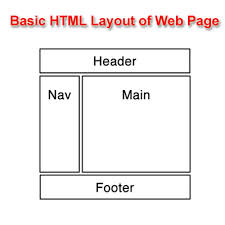 Basic HTML Layout of Web Page
Header
Nav Main
Footer